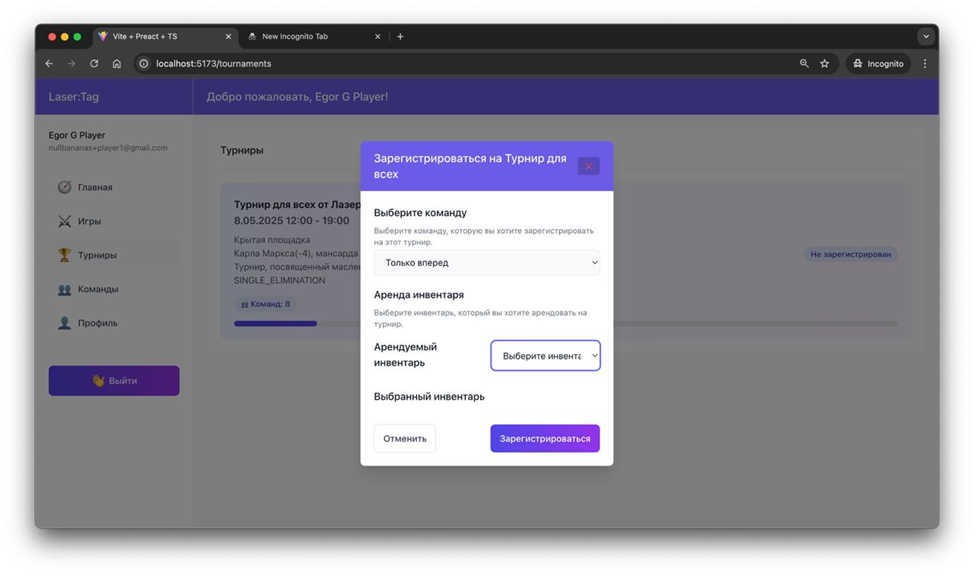 Vite + Preact + TS
New Incognito Tab
localhost:5173/tournaments
Incognito
Laser:Tag
Добро пожаловать, Egor G Player!
Egor G Player
nullbananas+player1@gmail.com
Главная
Игры
Турниры
Команды
Профиль
Выйти
Турниры
Турнир для всех от Лазер
8.05.2025 12:00 - 19:00
Крытая площадка
Карла Маркса(-4), мансарда
Турнир, посвященный маслен
SINGLE_ELIMINATION
Команд: 8
Не зарегистрирован
Зарегистрироваться на Турнир для
всех
Выберите команду
Выберите команду, которую вы хотите зарегистрировать
на этот турнир.
Только вперед
Аренда инвентаря
Выберите инвентарь, который вы хотите арендовать на
турнир.
Арендуемый
инвентарь
Выберите инвента
Выбранный инвентарь
Отменить
Зарегистрироваться